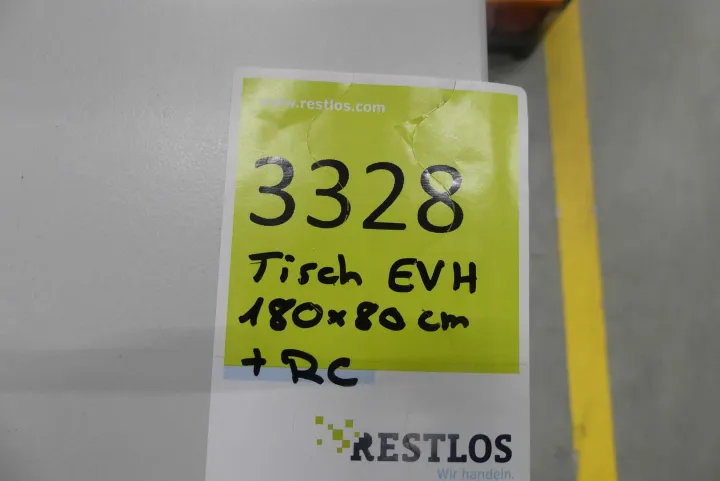 www.restlos.com
3328
Tisch EVH
180x80 cm
+ RC
RESTLOS
Wir handeln.